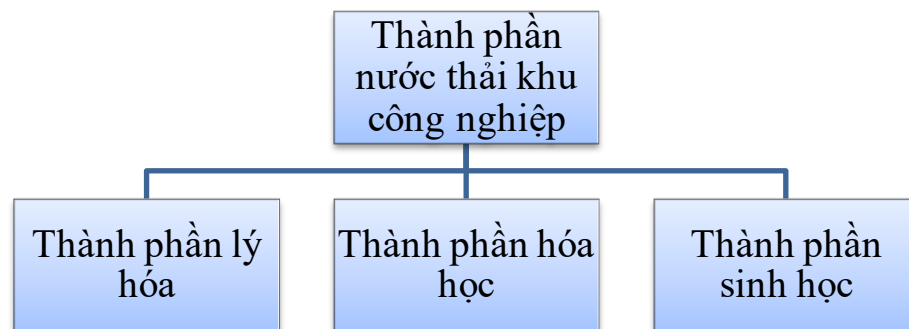 Thành phần
nước thải khu
công nghiệp
Thành phần lý
hóa
Thành phần hóa
học
Thành phần
sinh học